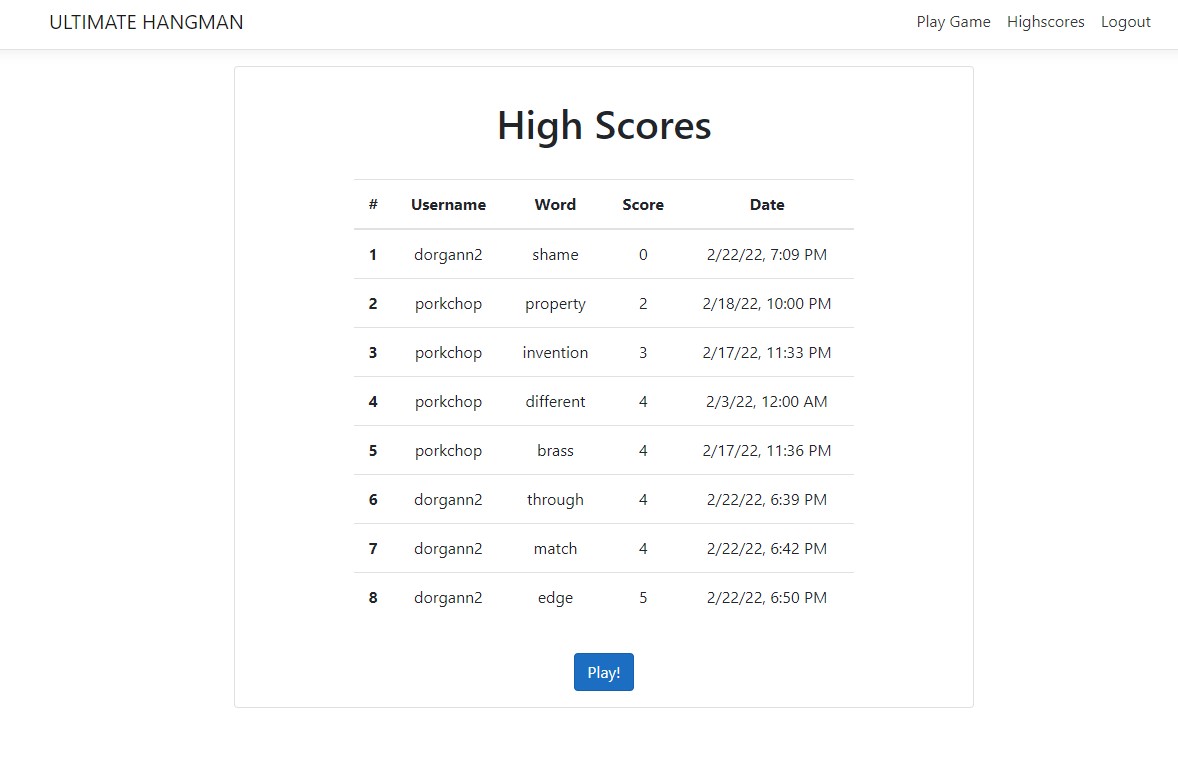 ULTIMATE HANGMAN Play Game Highscores Logout
High Scores
# Username Word Score Date
1 dorgann2 shame 0 2/22/22, 7:09 PM
2 porkchop property 2 2/18/22, 10:00 PM
3 porkchop invention 3 2/17/22, 11:33 PM
4 porkchop different 4 2/3/22, 12:00 AM
5 porkchop brass 4 2/17/22, 11:36 PM
6 dorgann2 through 4 2/22/22, 6:39 PM
7 dorgann2 match 4 2/22/22, 6:42 PM
8 dorgann2 edge 5 2/22/22, 6:50 PM
Play!